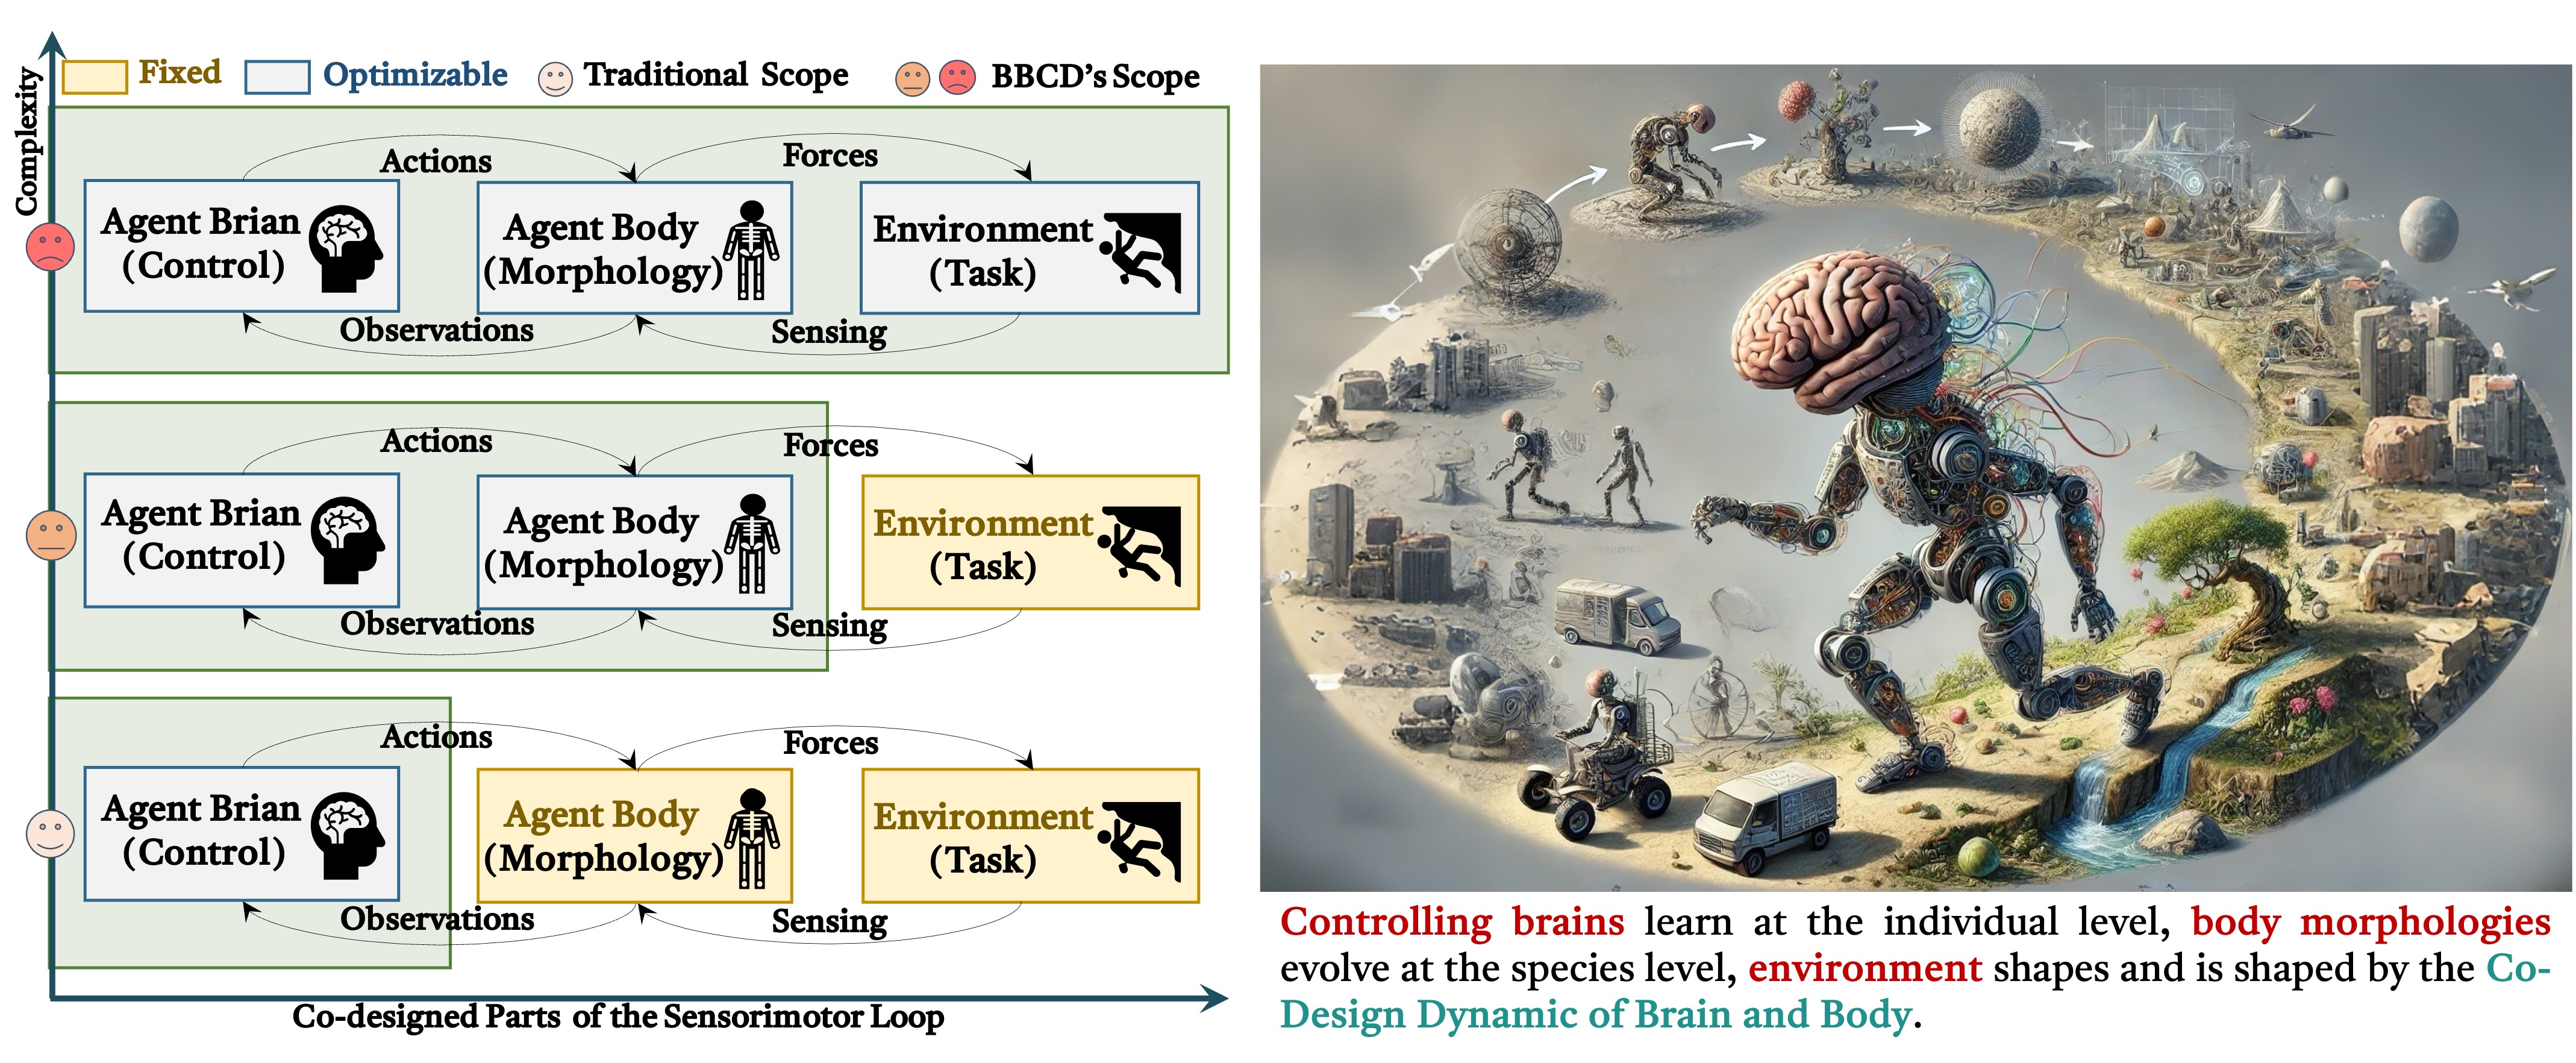 Complexity
Fixed
Optimizable
Traditional Scope
BBCD's Scope
Actions
Forces
Agent Brian
(Control)
Agent Body
(Morphology)
Environment
(Task)
Observations
Sensing
Actions
Forces
Agent Brian
(Control)
Agent Body
(Morphology)
Environment
(Task)
Observations
Sensing
Actions
Forces
Agent Brian
(Control)
Agent Body
(Morphology)
Environment
(Task)
Observations
Sensing
Co-designed Parts of the Sensorimotor Loop
Controlling brains learn at the individual level, body morphologies
evolve at the species level, environment shapes and is shaped by the Co-
Design Dynamic of Brain and Body.